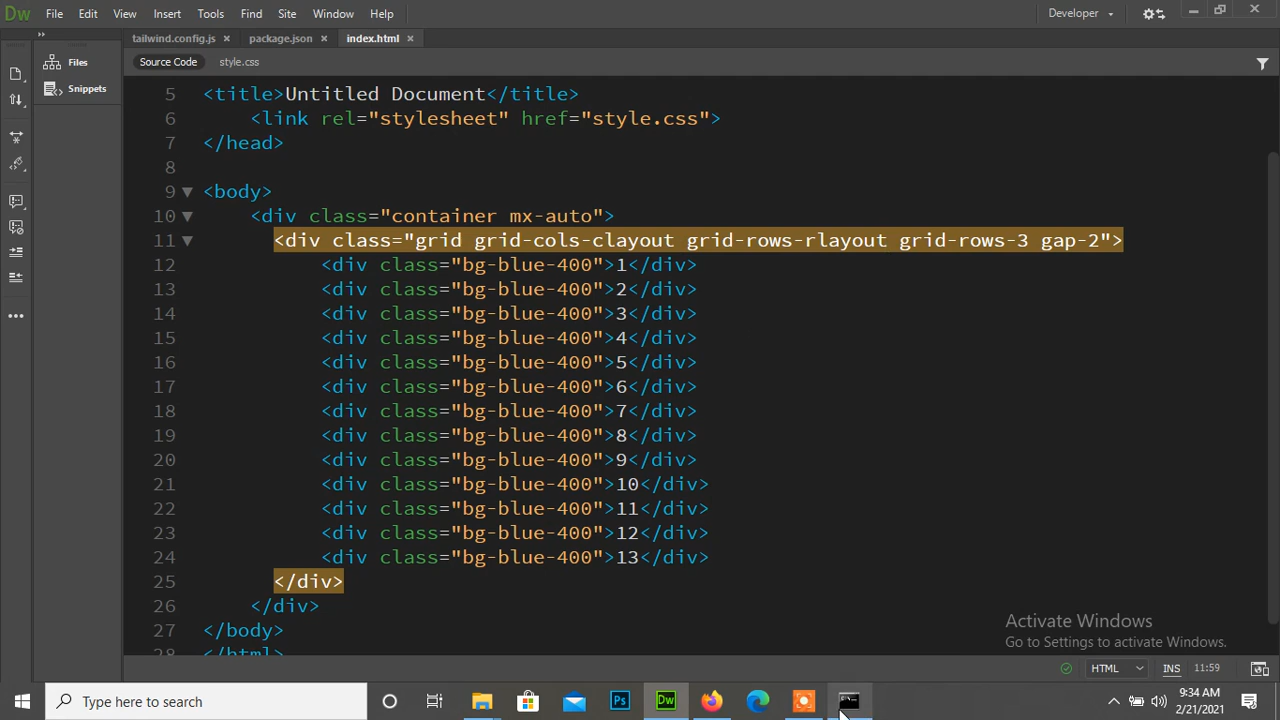 Dw File Edit View Insert Tools Find Site Window Help Developer
tailwind.config.js package.json index.html
Files
Source Code style.css
Snippets
5 <title>Untitled Document</title>
6 <link rel="stylesheet" href="style.css">
7 </head>
8
9 <body>
10 <div class="container mx-auto">
11 <div class="grid grid-cols-clayout grid-rows-rlayout grid-rows-3 gap-2">
12 <div class="bg-blue-400">1</div>
13 <div class="bg-blue-400">2</div>
14 <div class="bg-blue-400">3</div>
15 <div class="bg-blue-400">4</div>
16 <div class="bg-blue-400">5</div>
17 <div class="bg-blue-400">6</div>
18 <div class="bg-blue-400">7</div>
19 <div class="bg-blue-400">8</div>
20 <div class="bg-blue-400">9</div>
21 <div class="bg-blue-400">10</div>
22 <div class="bg-blue-400">11</div>
23 <div class="bg-blue-400">12</div>
24 <div class="bg-blue-400">13</div>
25 </div>
26 </div>
27 </body>
28 </html>
Activate Windows
Go to Settings to activate Windows.
HTML INS 11:59
Type here to search Ps Dw 9:34 AM
2/21/2021